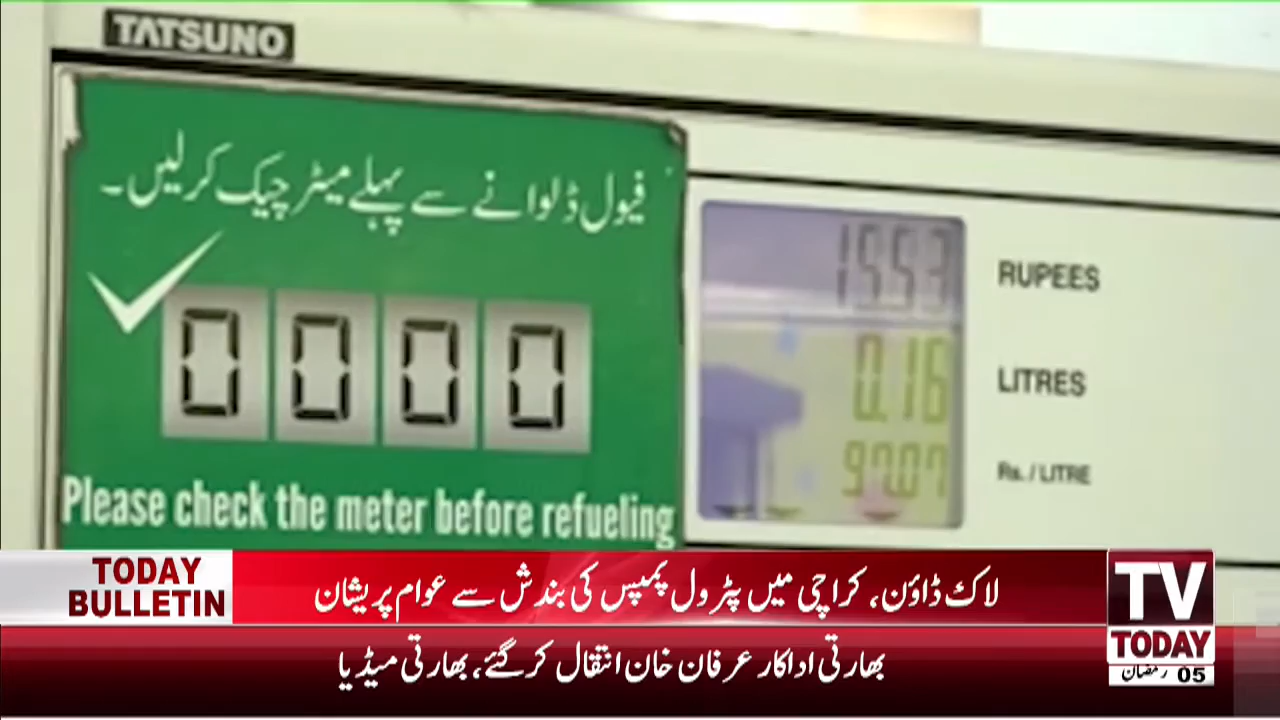 TATSUNO
فیول ڈلوانے سے پہلے میٹر چیک کرلیں۔
0000
Please check the meter before refueling
15.53 RUPEES
0.16 LITRES
97.07 Rs. / LITRE
TODAY BULLETIN
لاک ڈاؤن، کراچی میں پٹرول پمپس کی بندش سے عوام پریشان
بھارتی اداکار عرفان خان انتقال کرگئے، بھارتی میڈیا
TV
TODAY
05 رمضان